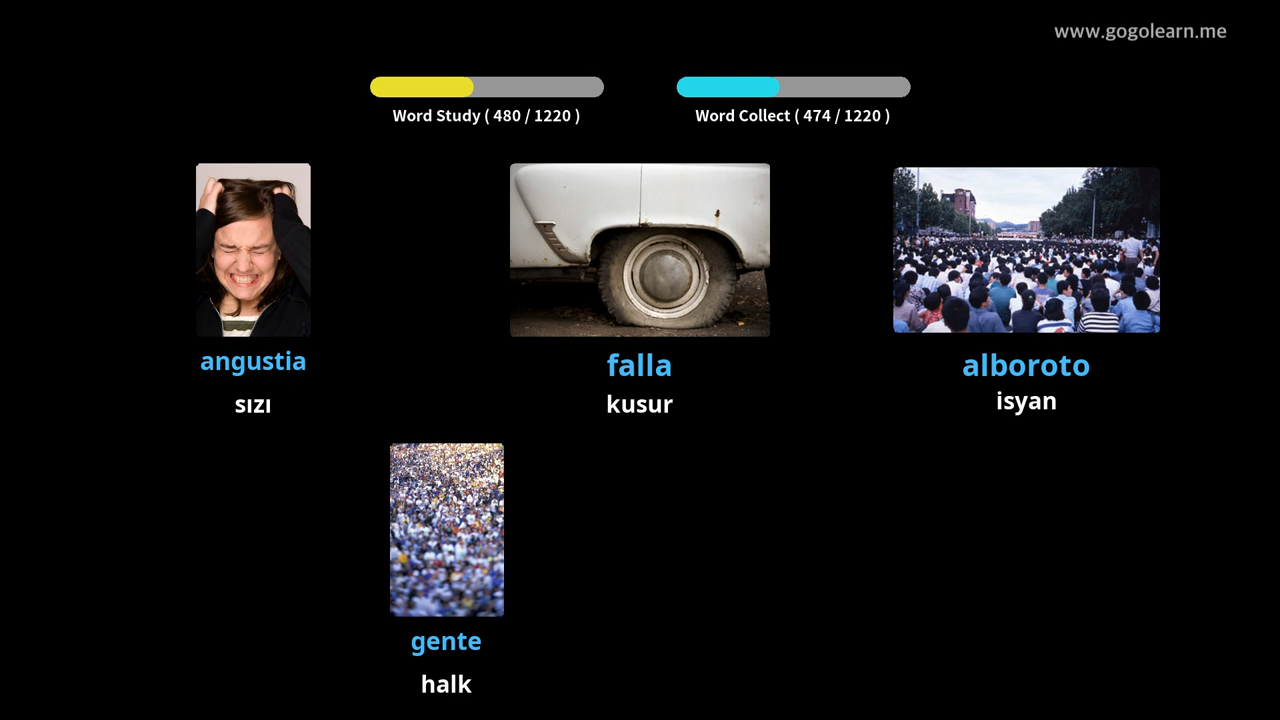 www.gogolearn.me
Word Study ( 480 / 1220 )
Word Collect ( 474 / 1220 )
angustia
sızı
falla
kusur
alboroto
isyan
gente
halk